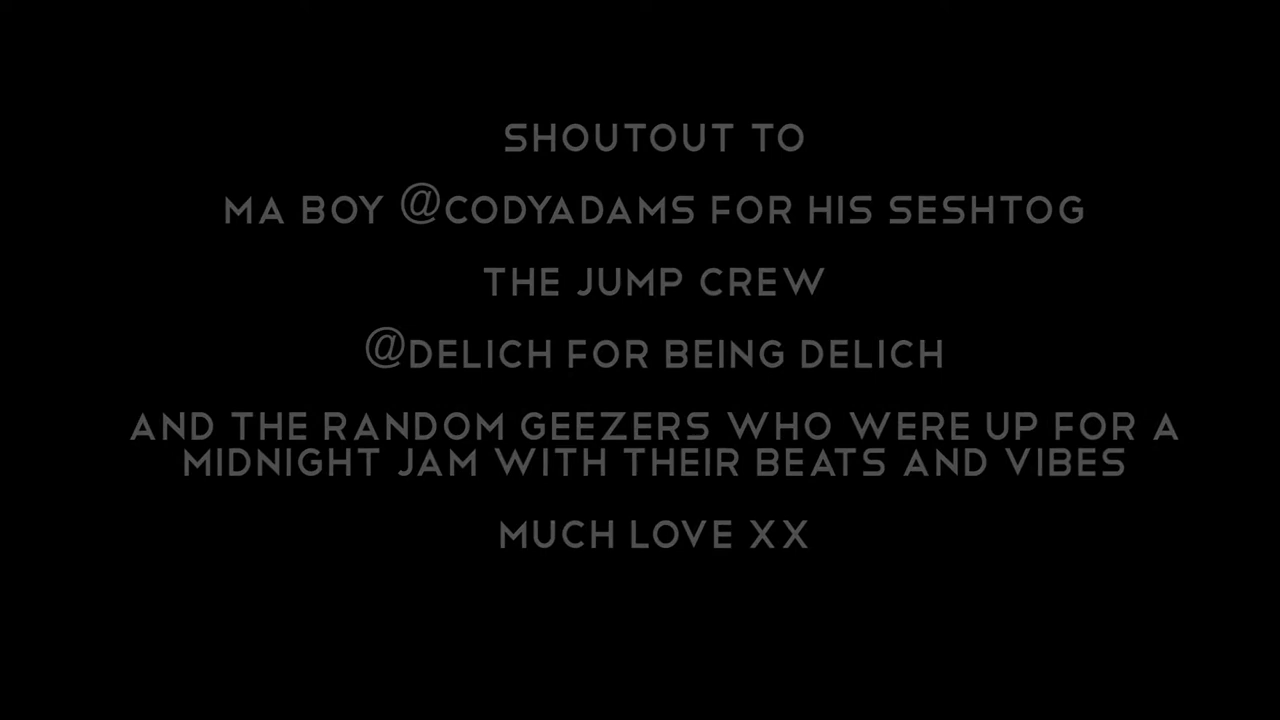 SHOUTOUT TO
MA BOY @CODYADAMS FOR HIS SESHTOG
THE JUMP CREW
@DELICH FOR BEING DELICH
AND THE RANDOM GEEZERS WHO WERE UP FOR A
MIDNIGHT JAM WITH THEIR BEATS AND VIBES
MUCH LOVE XX